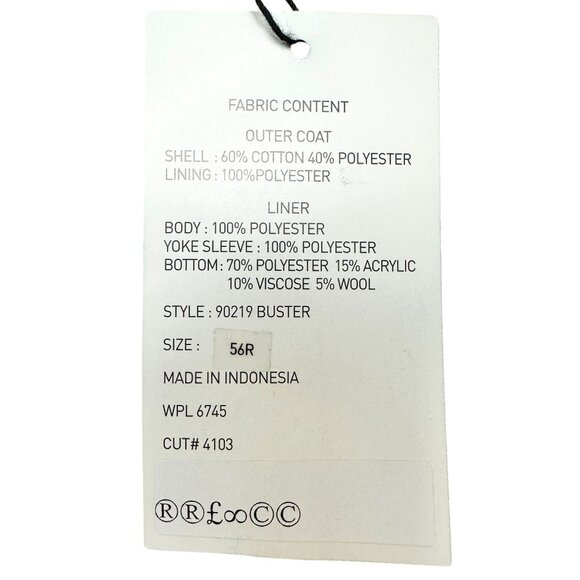 FABRIC CONTENT
OUTER COAT
SHELL : 60% COTTON 40% POLYESTER
LINING : 100%POLYESTER
LINER
BODY : 100% POLYESTER
YOKE SLEEVE : 100% POLYESTER
BOTTOM : 70% POLYESTER 15% ACRYLIC
10% VISCOSE 5% WOOL
STYLE : 90219 BUSTER
SIZE : 56R
MADE IN INDONESIA
WPL 6745
CUT# 4103
®®£∞©©